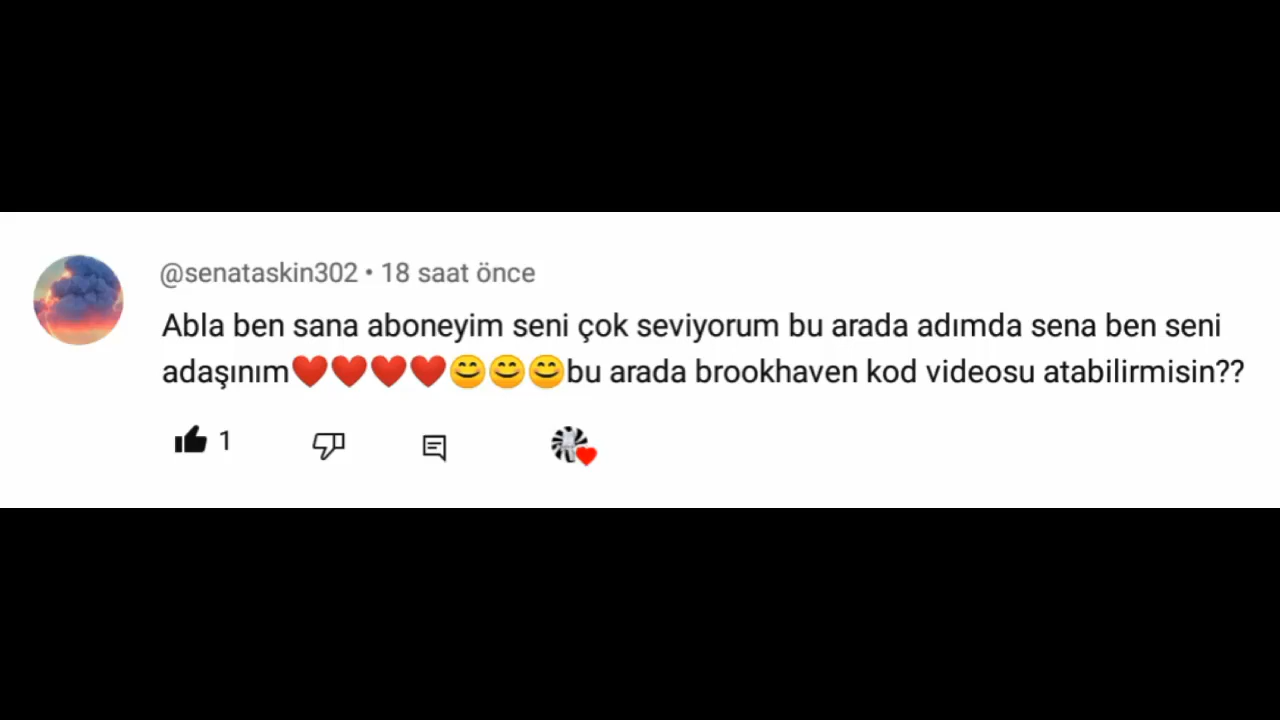 @senataskin302 • 18 saat önce
Abla ben sana aboneyim seni çok seviyorum bu arada adımda sena ben seni
adaşınım❤️❤️❤️❤️😊😊😊bu arada brookhaven kod videosu atabilirmisin??
1